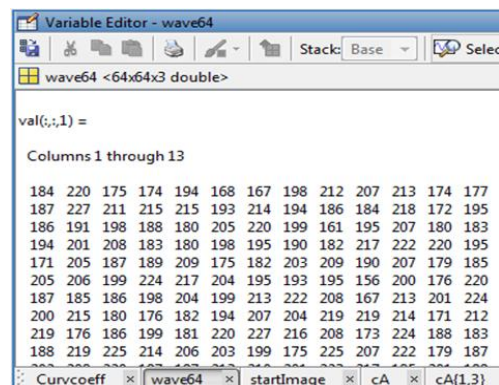 Variable Editor - wave64
Stack: Base Selec
wave64 <64x64x3 double>
val(:,:,1) =
Columns 1 through 13
184 220 175 174 194 168 167 198 212 207 213 174 177
187 227 211 215 215 193 214 194 186 184 218 172 195
186 191 198 188 180 205 220 199 161 195 207 180 183
194 201 208 183 180 198 195 190 182 217 222 220 195
171 205 187 189 209 175 182 203 209 190 207 179 185
205 206 199 224 217 204 195 193 195 156 200 176 220
187 185 186 198 204 199 213 222 208 167 213 201 224
200 215 180 176 182 194 207 204 219 219 214 171 212
219 176 186 199 181 220 227 216 208 173 224 188 183
188 219 225 214 206 203 199 175 225 207 222 179 187
Curvcoeff × wave64 × startImage × cA × cA{1,3}